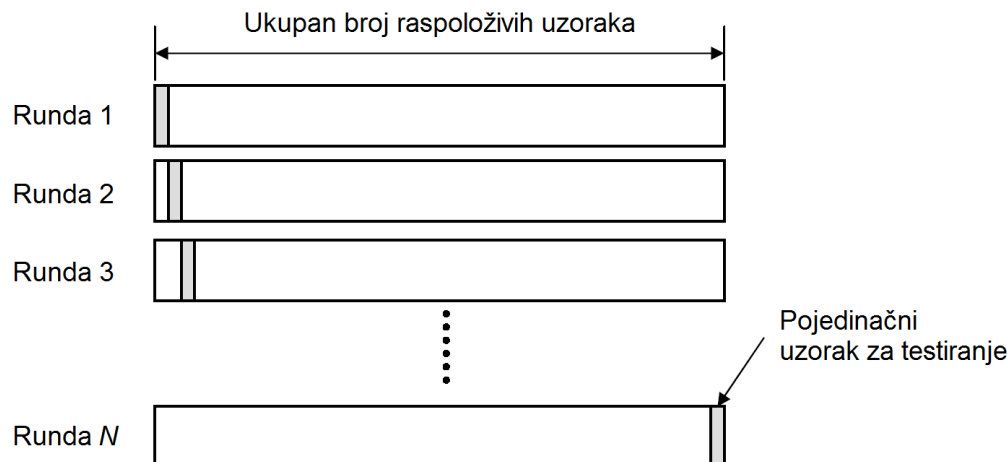 Ukupan broj raspoloživih uzoraka
Runda 1
Runda 2
Runda 3
Pojedinačni
uzorak za testiranje
Runda N